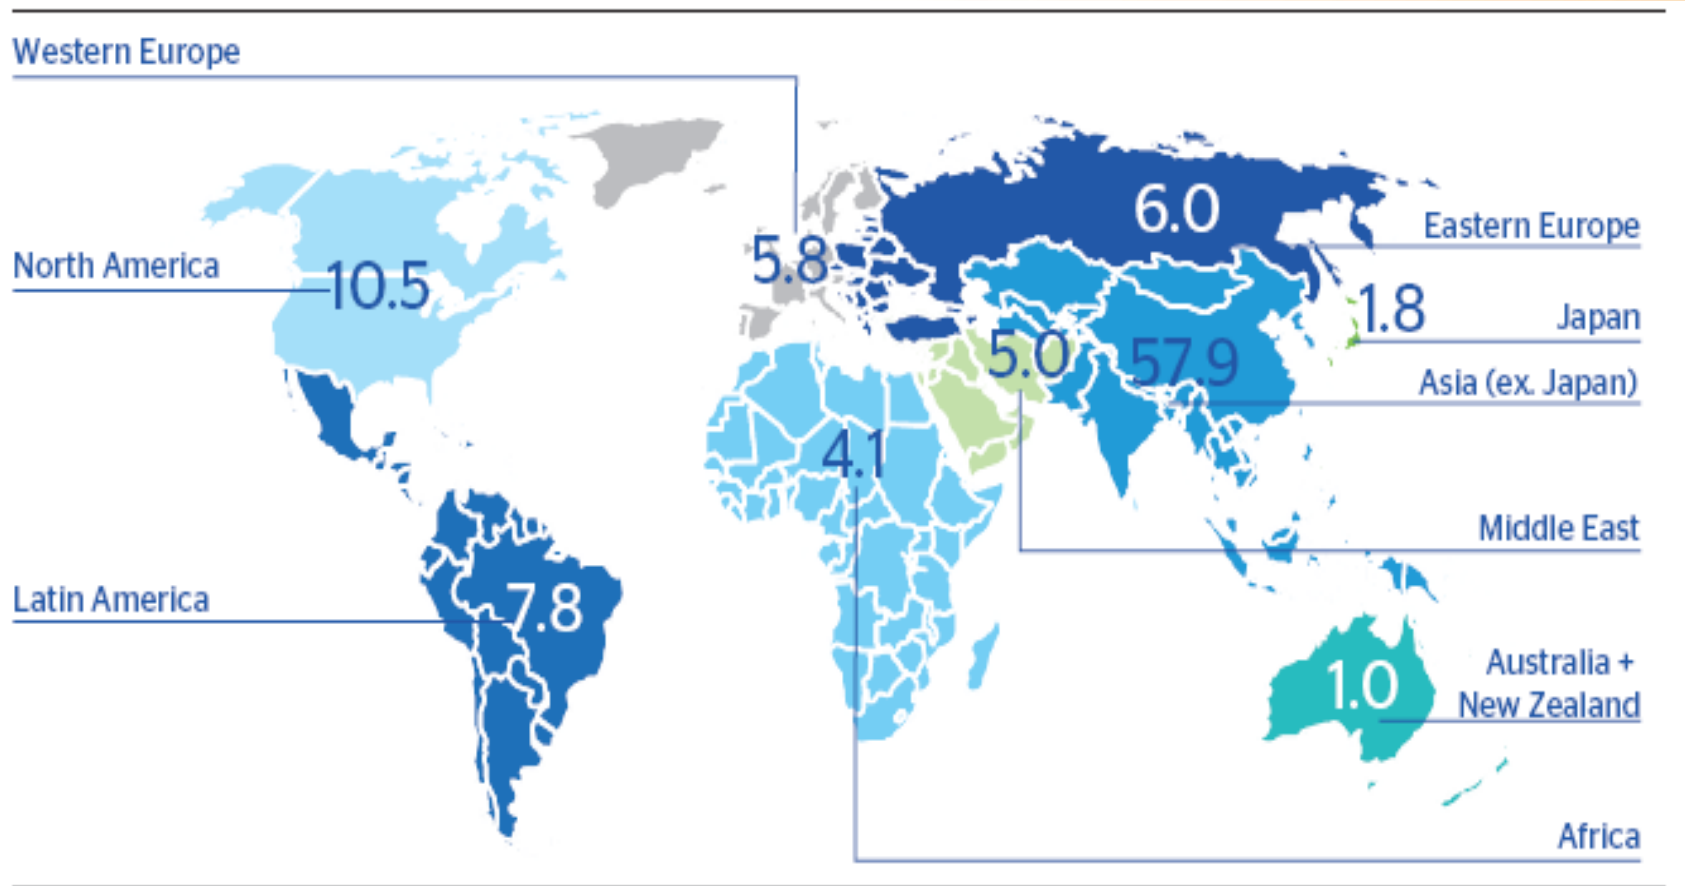 Western Europe
6.0
Eastern Europe
5.8
North America
10.5
1.8
Japan
5.0
57.9
Asia (ex. Japan)
4.1
Middle East
Latin America
7.8
Australia +
New Zealand
1.0
Africa